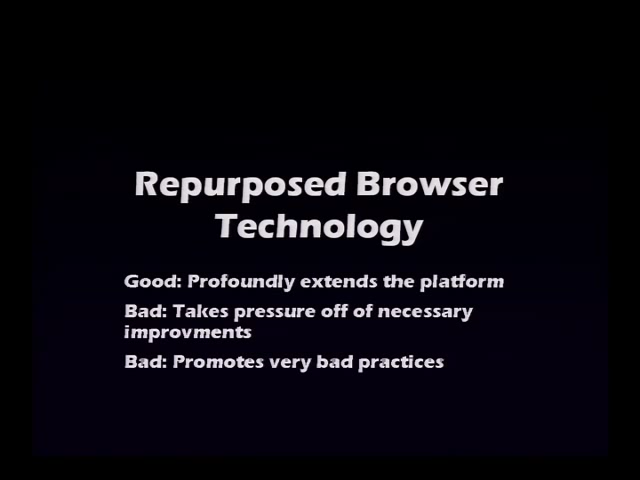 Repurposed Browser
Technology
Good: Profoundly extends the platform
Bad: Takes pressure off of necessary
improvments
Bad: Promotes very bad practices